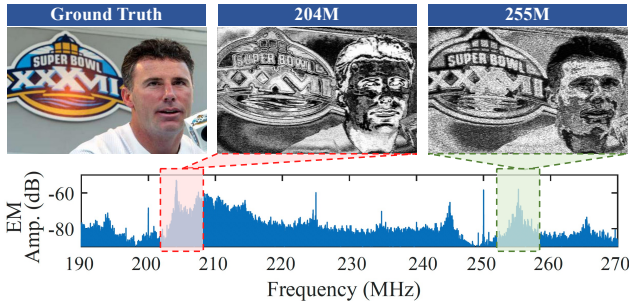 Ground Truth
204M
255M
SUPER BOWL
XXXVII
SUPER BOWL
SUPER BOWL
EM
Amp. (dB)
-60
-80
190
200
210
220
230
240
250
260
270
Frequency (MHz)